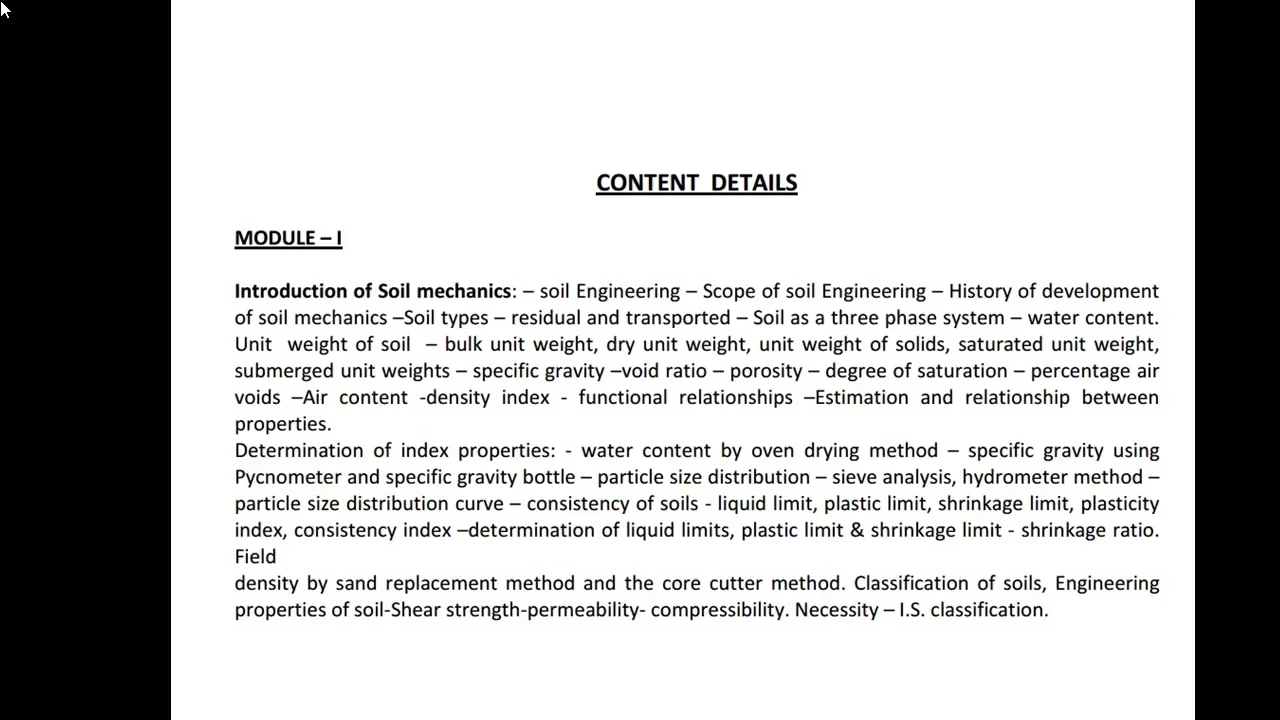 CONTENT DETAILS
MODULE – I
Introduction of Soil mechanics: – soil Engineering – Scope of soil Engineering – History of development
of soil mechanics –Soil types – residual and transported – Soil as a three phase system – water content.
Unit weight of soil – bulk unit weight, dry unit weight, unit weight of solids, saturated unit weight,
submerged unit weights – specific gravity –void ratio – porosity – degree of saturation – percentage air
voids –Air content -density index - functional relationships –Estimation and relationship between
properties.
Determination of index properties: - water content by oven drying method – specific gravity using
Pycnometer and specific gravity bottle – particle size distribution – sieve analysis, hydrometer method –
particle size distribution curve – consistency of soils - liquid limit, plastic limit, shrinkage limit, plasticity
index, consistency index –determination of liquid limits, plastic limit & shrinkage limit - shrinkage ratio.
Field
density by sand replacement method and the core cutter method. Classification of soils, Engineering
properties of soil-Shear strength-permeability- compressibility. Necessity – I.S. classification.